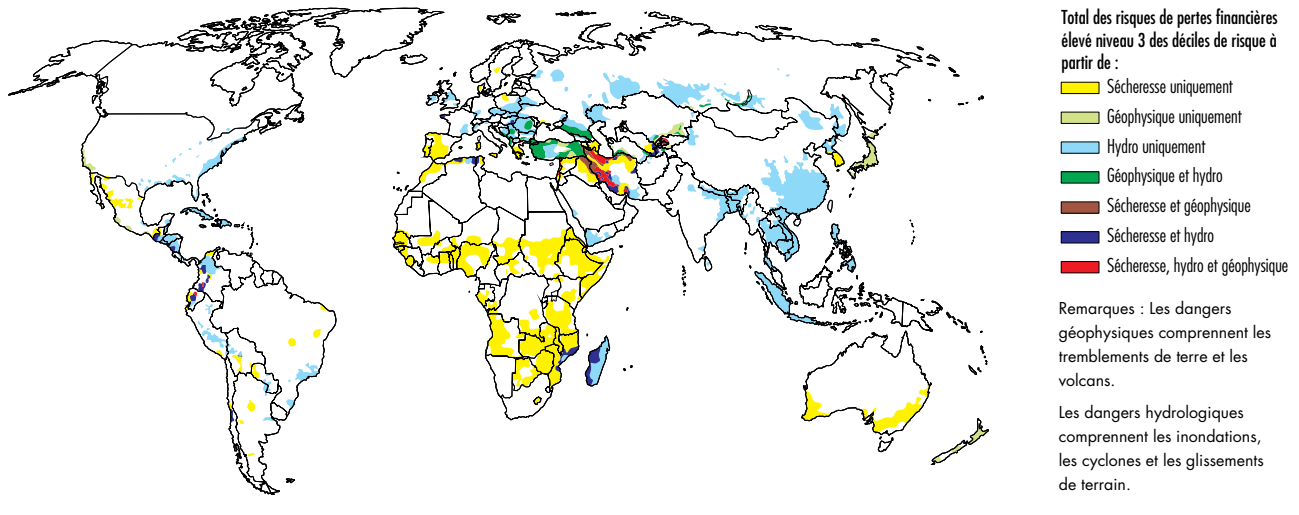 Total des risques de pertes financières
élevé niveau 3 des déciles de risque à
partir de :
Sécheresse uniquement
Géophysique uniquement
Hydro uniquement
Géophysique et hydro
Sécheresse et géophysique
Sécheresse et hydro
Sécheresse, hydro et géophysique
Remarques : Les dangers
géophysiques comprennent les
tremblements de terre et les
volcans.
Les dangers hydrologiques
comprennent les inondations,
les cyclones et les glissements
de terrain.